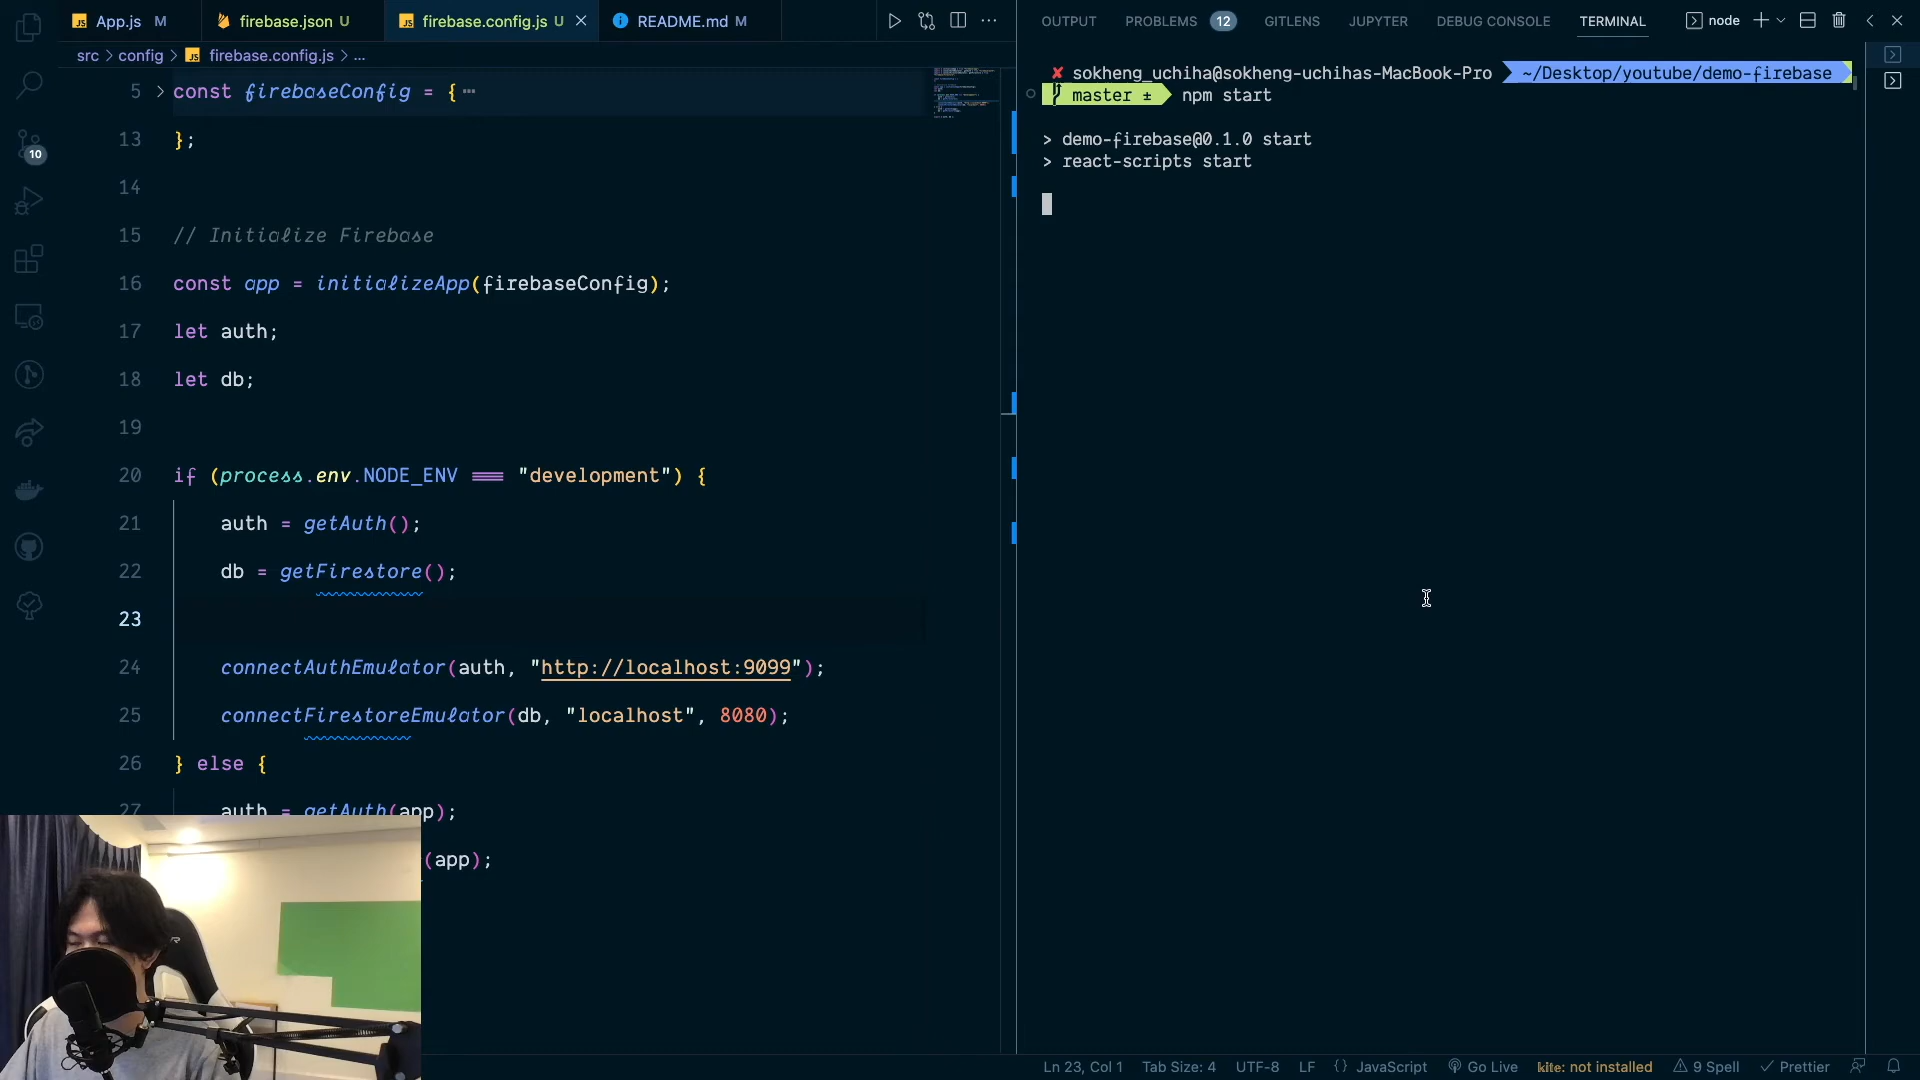 App.js M
firebase.json U
firebase.config.js U
README.md M
src > config > firebase.config.js > ...
5 const firebaseConfig = { ⋯
13 };
14
15 // Initialize Firebase
16 const app = initializeApp(firebaseConfig);
17 let auth;
18 let db;
19
20 if (process.env.NODE_ENV === "development") {
21 auth = getAuth();
22 db = getFirestore();
23
24 connectAuthEmulator(auth, "http://localhost:9099");
25 connectFirestoreEmulator(db, "localhost", 8080);
26 } else {
27 auth = getAuth(app);
(app);
10
OUTPUT PROBLEMS 12 GITLENS JUPYTER DEBUG CONSOLE TERMINAL node
✘ sokheng_uchiha@sokheng-uchihas-MacBook-Pro ~/Desktop/youtube/demo-firebase
master ± npm start
> demo-firebase@0.1.0 start
> react-scripts start
Ln 23, Col 1 Tab Size: 4 UTF-8 LF {} JavaScript Go Live kite: not installed 9 Spell Prettier